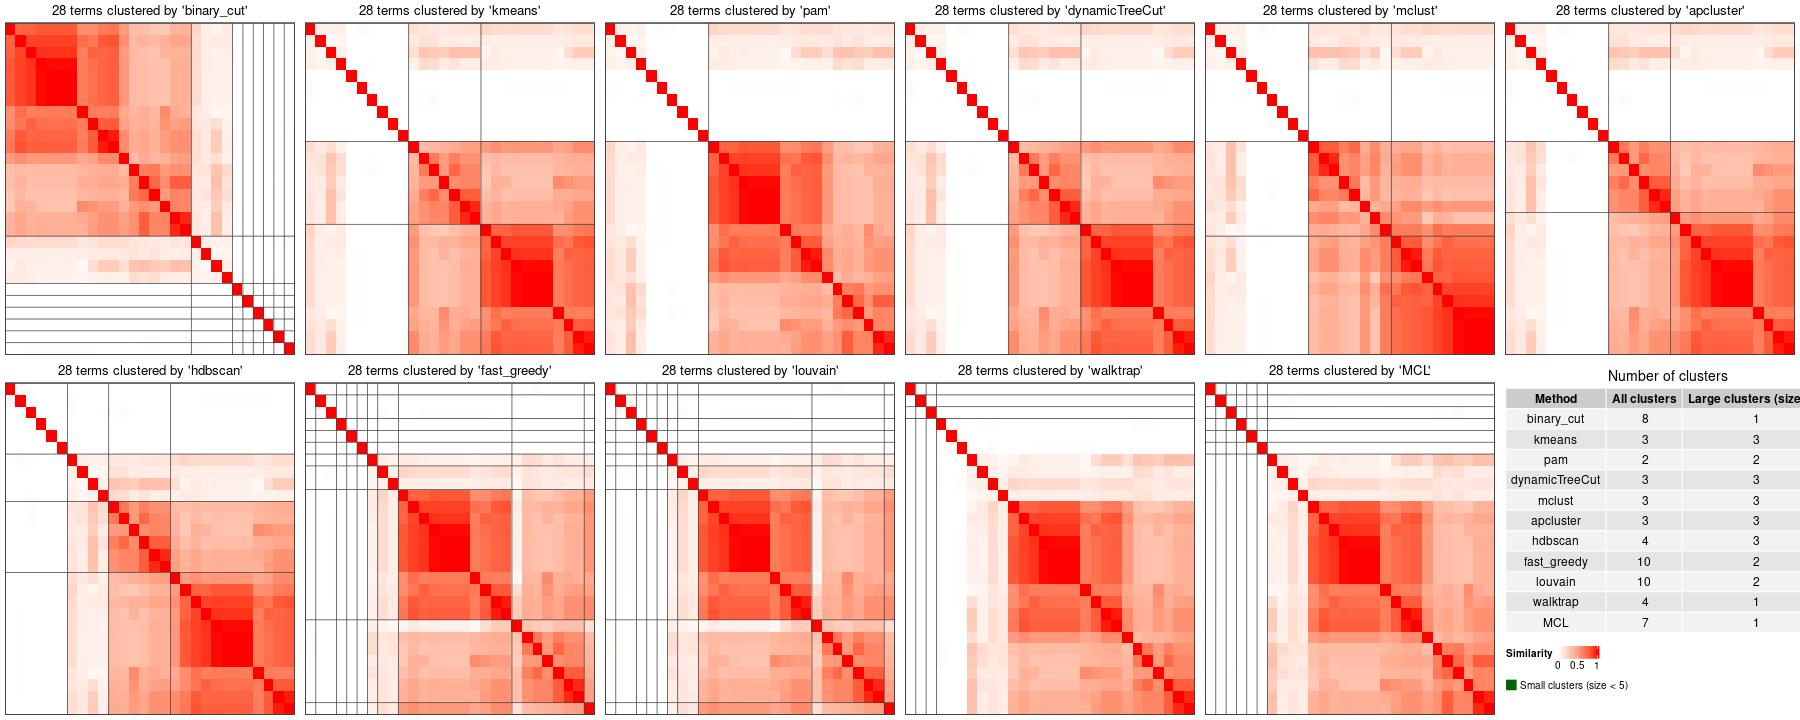 28 terms clustered by 'binary_cut'
28 terms clustered by 'kmeans'
28 terms clustered by 'pam'
28 terms clustered by 'dynamicTreeCut'
28 terms clustered by 'mclust'
28 terms clustered by 'apcluster'
28 terms clustered by 'hdbscan'
28 terms clustered by 'fast_greedy'
28 terms clustered by 'louvain'
28 terms clustered by 'walktrap'
28 terms clustered by 'MCL'
Number of clusters
Method All clusters Large clusters (size
binary_cut 8 1
kmeans 3 3
pam 2 2
dynamicTreeCut 3 3
mclust 3 3
apcluster 3 3
hdbscan 4 3
fast_greedy 10 2
louvain 10 2
walktrap 4 1
MCL 7 1
Similarity
0 0.5 1
Small clusters (size < 5)